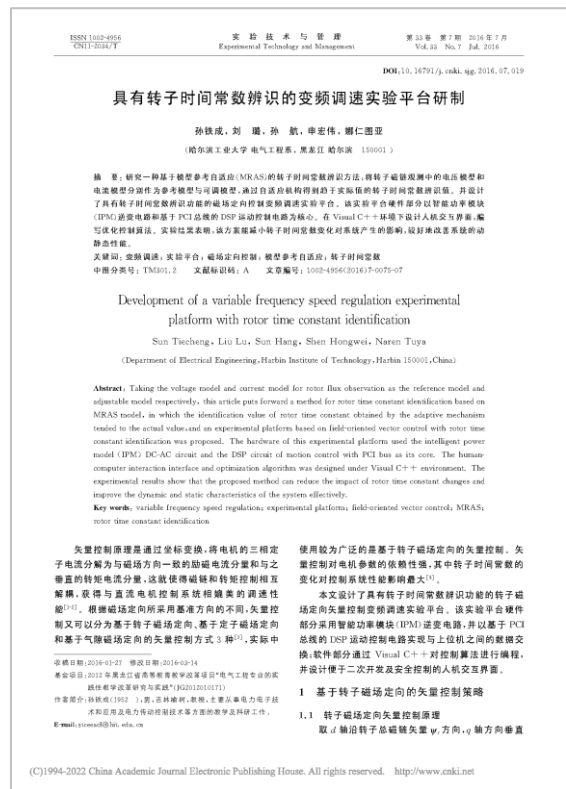 ISSN 1002-4956
CN11-2034/T
实 验 技 术 与 管 理
Experimental Technology and Management
第 33 卷 第 7 期 2016 年 7 月
Vol. 33 No. 7 Jul. 2016
DOI:10.16791/j.cnki.sjg.2016.07.019
具有转子时间常数辨识的变频调速实验平台研制
孙铁成,刘 璐,孙 航,申宏伟,娜仁图亚
(哈尔滨工业大学 电气工程系,黑龙江 哈尔滨 150001)
摘 要:研究一种基于模型参考自适应(MRAS)的转子时间常数辨识方法,将转子磁链观测中的电压模型和
电流模型分别作为参考模型与可调模型,通过自适应机构得到趋于实际值的转子时间常数辨识值。并设计
了具有转子时间常数辨识功能的磁场定向控制变频调速实验平台。该实验平台硬件部分以智能功率模块
(IPM)逆变电路和基于 PCI 总线的 DSP 运动控制电路为核心。在 Visual C++环境下设计人机交互界面,编
写优化控制算法。实验结果表明,该方案能减小转子时间常数变化对系统产生的影响,较好地改善系统的动
静态性能。
关键词:变频调速;实验平台;磁场定向控制;模型参考自适应;转子时间常数
中图分类号:TM301.2 文献标识码:A 文章编号:1002-4956(2016)7-0075-07
Development of a variable frequency speed regulation experimental
platform with rotor time constant identification
Sun Tiecheng, Liu Lu, Sun Hang, Shen Hongwei, Naren Tuya
(Department of Electrical Engineering, Harbin Institute of Technology, Harbin 150001, China)
Abstract: Taking the voltage model and current model for rotor flux observation as the reference model and
adjustable model respectively, this article puts forward a method for rotor time constant identification based on
MRAS model, in which the identification value of rotor time constant obtained by the adaptive mechanism
tended to the actual value, and an experimental platform based on field-oriented vector control with rotor time
constant identification was proposed. The hardware of this experimental platform used the intelligent power
model (IPM) DC-AC circuit and the DSP circuit of motion control with PCI bus as its core. The human-
computer interaction interface and optimization algorithm was designed under Visual C++ environment. The
experimental results show that the proposed method can reduce the impact of rotor time constant changes and
improve the dynamic and static characteristics of the system effectively.
Key words: variable frequency speed regulation; experimental platform; field-oriented vector control; MRAS;
rotor time constant identification
矢量控制原理是通过坐标变换,将电机的三相定
子电流分解为与磁场方向一致的励磁电流分量和与之
垂直的转矩电流分量,这就使得磁链和转矩控制相互
解耦,获得与直流电机控制系统相媲美的调速性
能[1-2]。根据磁场定向所采用基准方向的不同,矢量控
制又可以分为基于转子磁场定向、基于定子磁场定向
和基于气隙磁场定向的矢量控制方式 3 种[3],实际中
收稿日期:2016-01-27 修改日期:2016-03-14
基金项目:2012 年黑龙江省高等教育教学改革项目“电气工程专业的实
践性教学改革研究与实践”(JG2012010171)
作者简介:孙铁成(1952 ),男,吉林榆树,教授,主要从事电力电子技
术和应用及电力传动控制技术等方面的教学及科研工作。
E-mail:
使用较为广泛的是基于转子磁场定向的矢量控制。矢
量控制对电机参数的依赖性强,其中转子时间常数的
变化对控制系统性能影响最大[4]。
本文设计了具有转子时间常数辨识功能的转子磁
场定向矢量控制变频调速实验平台。该实验平台硬件
部分采用智能功率模块(IPM)逆变电路,并以基于 PCI
总线的 DSP 运动控制电路实现与上位机之间的数据交
换;软件部分通过 Visual C++对控制算法进行编程,
并设计便于二次开发及安全控制的人机交互界面。
1 基于转子磁场定向的矢量控制策略
1.1 转子磁场定向矢量控制原理
取 d 轴沿转子总磁链矢量 ψr方向,q 轴方向垂直
(C)1994-2022 China Academic Journal Electronic Publishing House. All rights reserved. http://www.cnki.net